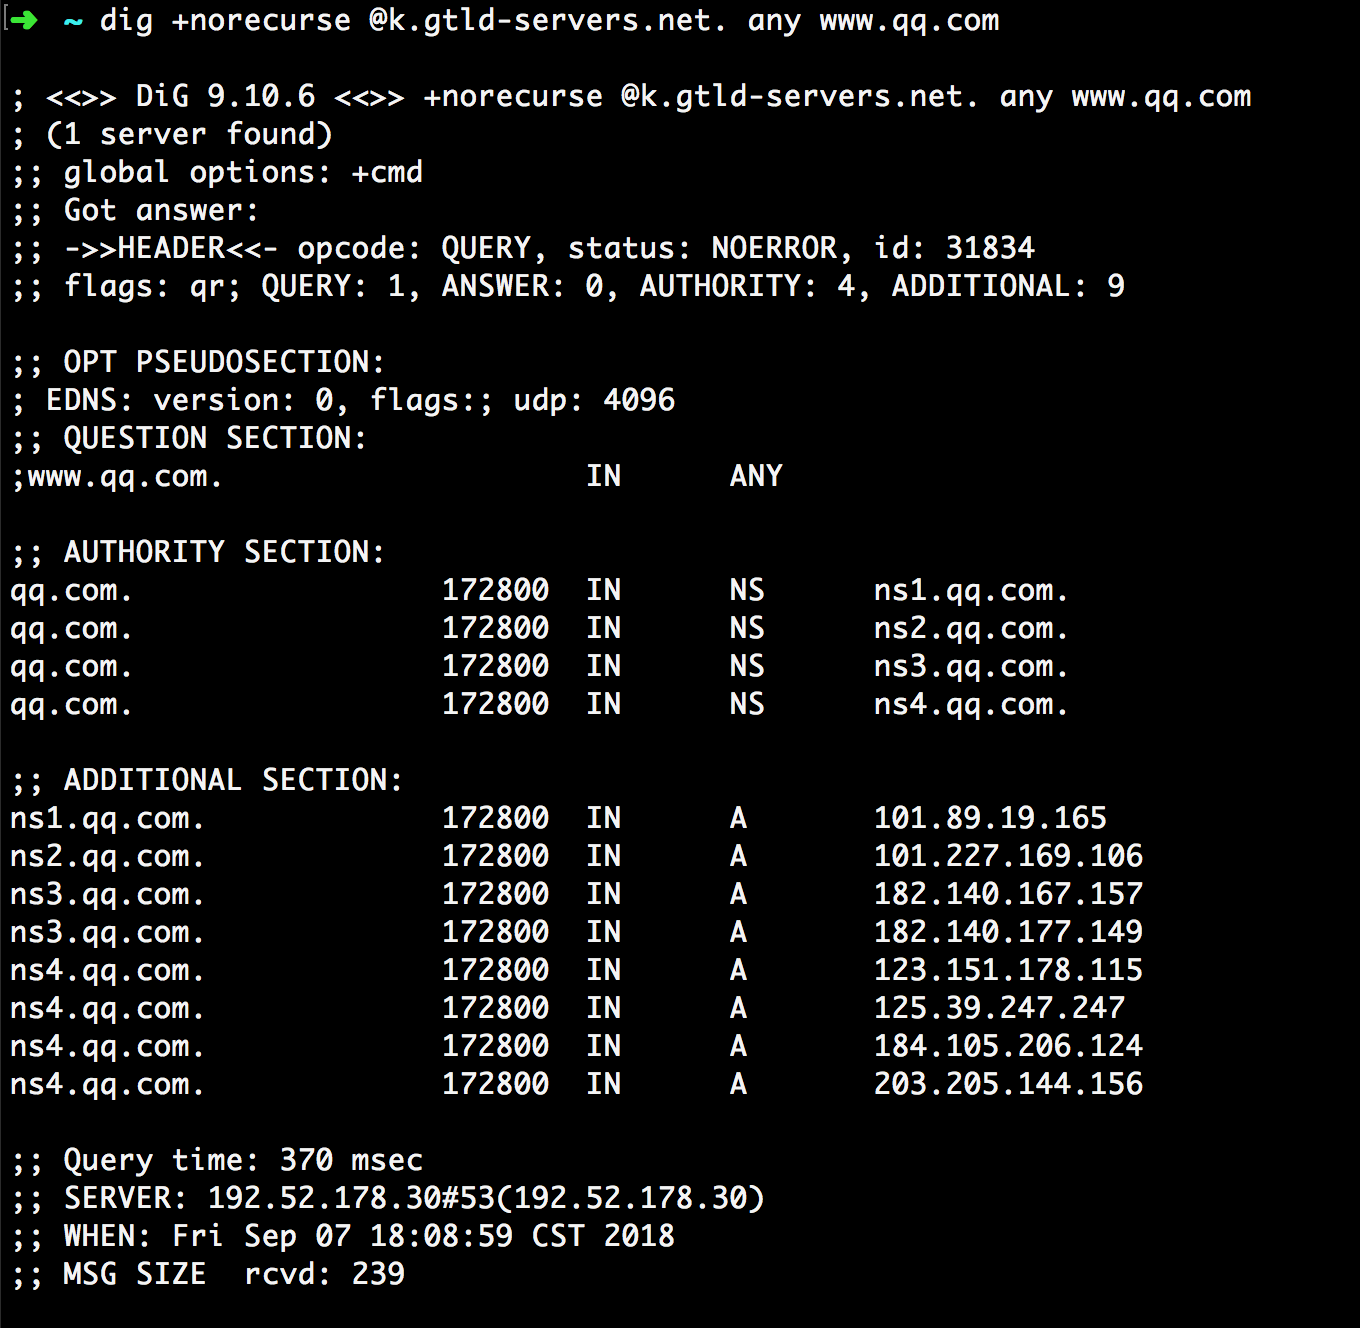 ➜ ~ dig +norecurse @k.gtld-servers.net. any www.qq.com
; <<>> DiG 9.10.6 <<>> +norecurse @k.gtld-servers.net. any www.qq.com
; (1 server found)
;; global options: +cmd
;; Got answer:
;; ->>HEADER<<- opcode: QUERY, status: NOERROR, id: 31834
;; flags: qr; QUERY: 1, ANSWER: 0, AUTHORITY: 4, ADDITIONAL: 9
;; OPT PSEUDOSECTION:
; EDNS: version: 0, flags:; udp: 4096
;; QUESTION SECTION:
;www.qq.com. IN ANY
;; AUTHORITY SECTION:
qq.com. 172800 IN NS ns1.qq.com.
qq.com. 172800 IN NS ns2.qq.com.
qq.com. 172800 IN NS ns3.qq.com.
qq.com. 172800 IN NS ns4.qq.com.
;; ADDITIONAL SECTION:
ns1.qq.com. 172800 IN A 101.89.19.165
ns2.qq.com. 172800 IN A 101.227.169.106
ns3.qq.com. 172800 IN A 182.140.167.157
ns3.qq.com. 172800 IN A 182.140.177.149
ns4.qq.com. 172800 IN A 123.151.178.115
ns4.qq.com. 172800 IN A 125.39.247.247
ns4.qq.com. 172800 IN A 184.105.206.124
ns4.qq.com. 172800 IN A 203.205.144.156
;; Query time: 370 msec
;; SERVER: 192.52.178.30#53(192.52.178.30)
;; WHEN: Fri Sep 07 18:08:59 CST 2018
;; MSG SIZE  rcvd: 239